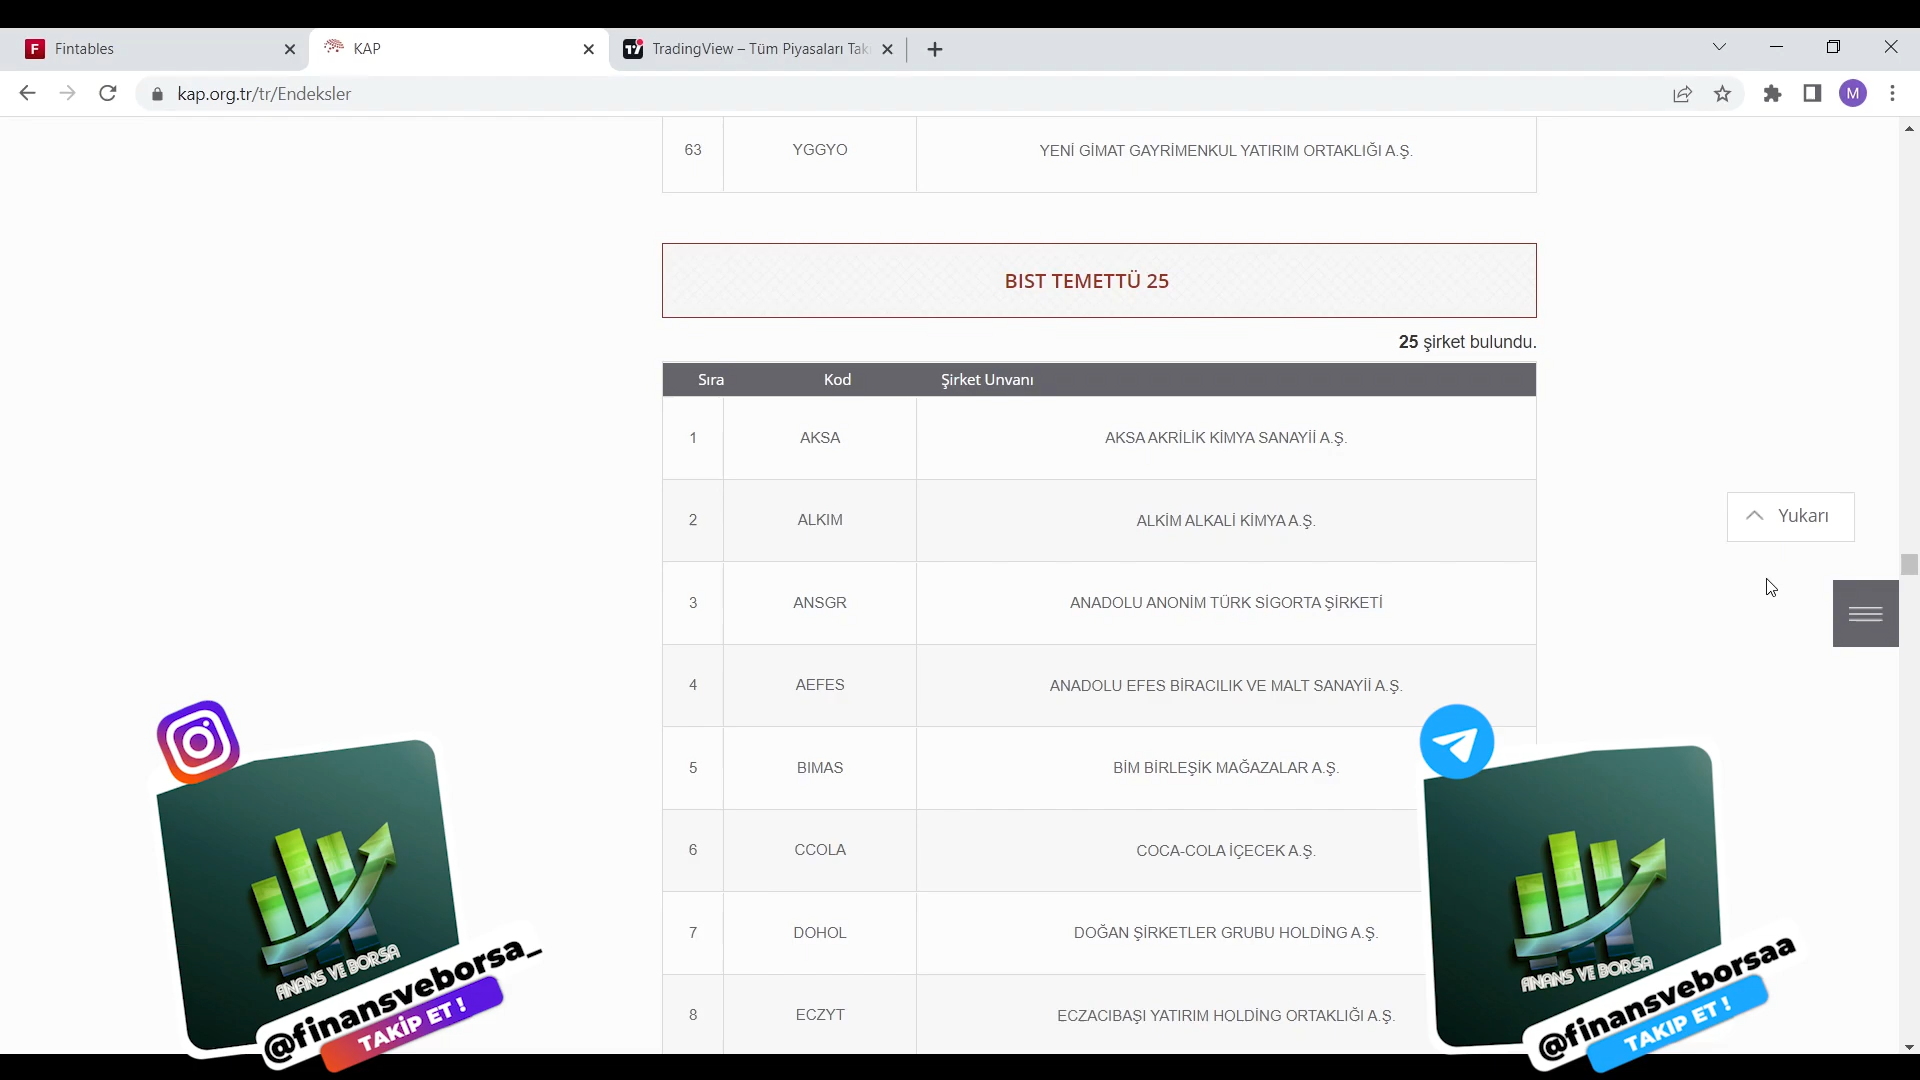 Fintables
KAP
TradingView – Tüm Piyasaları Tak
kap.org.tr/tr/Endeksler
M
63 YGGYO YENİ GİMAT GAYRİMENKUL YATIRIM ORTAKLIĞI A.Ş.
BIST TEMETTÜ 25
25 şirket bulundu.
Sıra Kod Şirket Unvanı
1 AKSA AKSA AKRİLİK KİMYA SANAYİİ A.Ş.
2 ALKIM ALKİM ALKALİ KİMYA A.Ş.
3 ANSGR ANADOLU ANONİM TÜRK SİGORTA ŞİRKETİ
4 AEFES ANADOLU EFES BİRACILIK VE MALT SANAYİİ A.Ş.
5 BIMAS BİM BİRLEŞİK MAĞAZALAR A.Ş.
6 CCOLA COCA-COLA İÇECEK A.Ş.
7 DOHOL DOĞAN ŞİRKETLER GRUBU HOLDİNG A.Ş.
8 ECZYT ECZACIBAŞI YATIRIM HOLDİNG ORTAKLIĞI A.Ş.
Yukarı
FINANS VE BORSA
@finansveborsa_
TAKİP ET !
FINANS VE BORSA
@finansveborsaa
TAKIP ET !